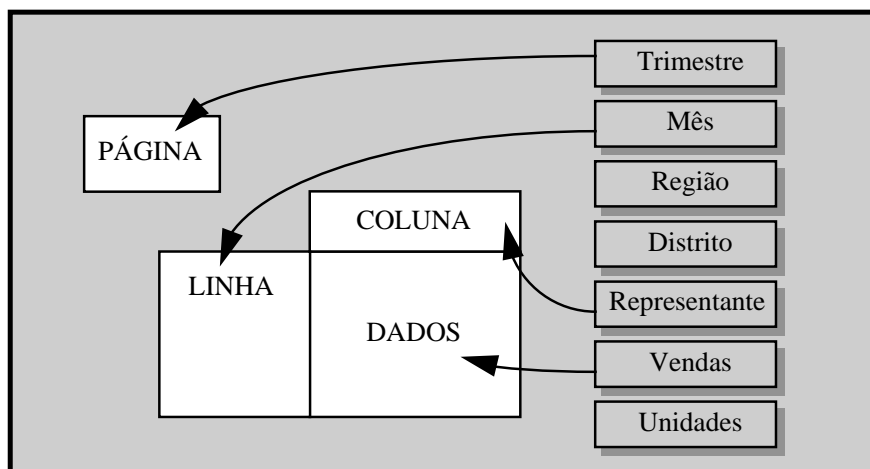 Trimestre
PÁGINA
Mês
Região
COLUNA
Distrito
LINHA
Representante
DADOS
Vendas
Unidades